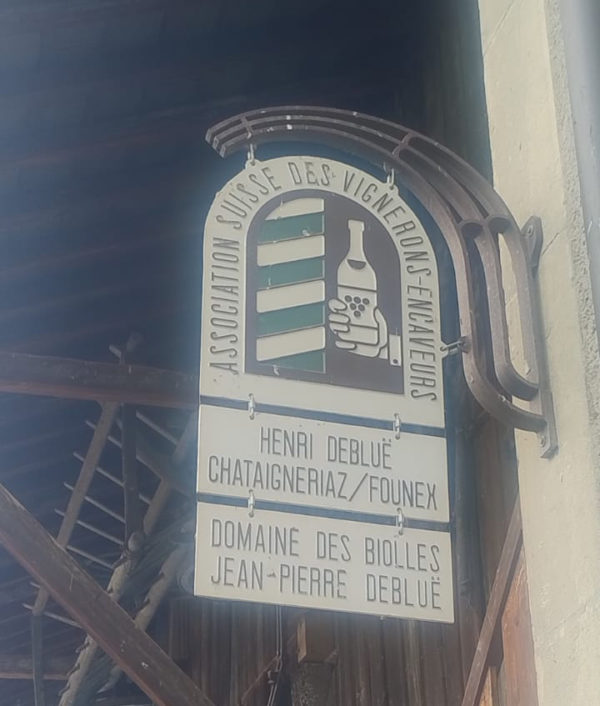 ASSOCIATION SUISSE DES VIGNERONS-ENCAVEURS
HENRI DEBLUË
CHATAIGNERIAZ/FOUNEX
DOMAINE DES BIOLLES
JEAN-PIERRE DEBLUË